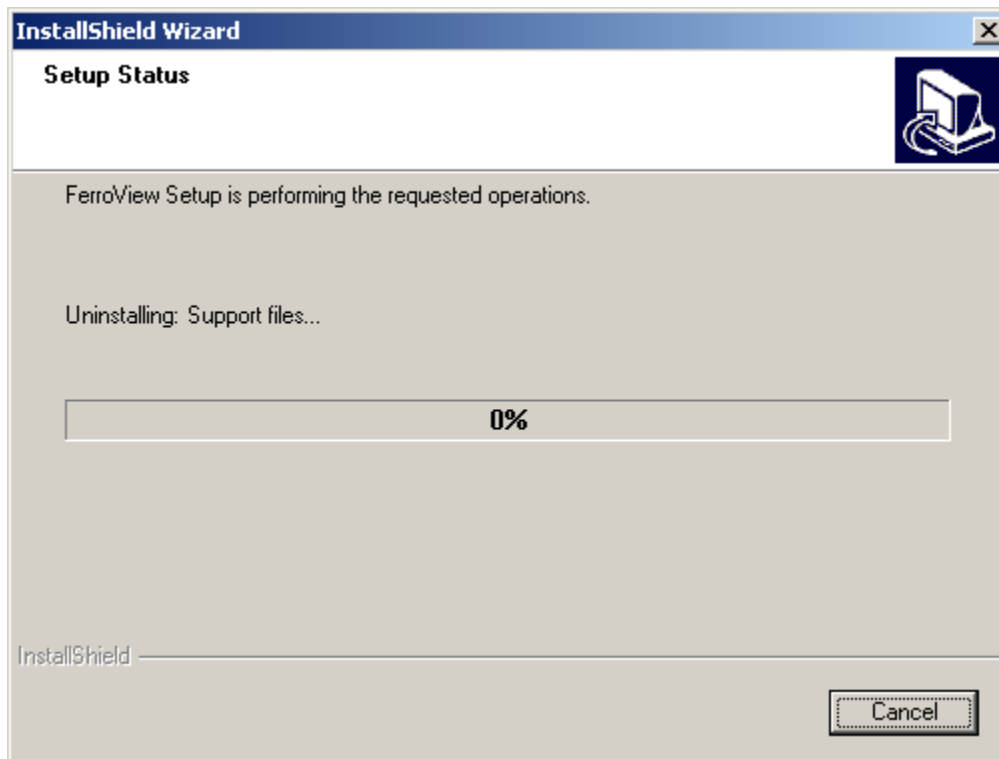 InstallShield Wizard
Setup Status
FerroView Setup is performing the requested operations.
Uninstalling: Support files...
0%
InstallShield
Cancel